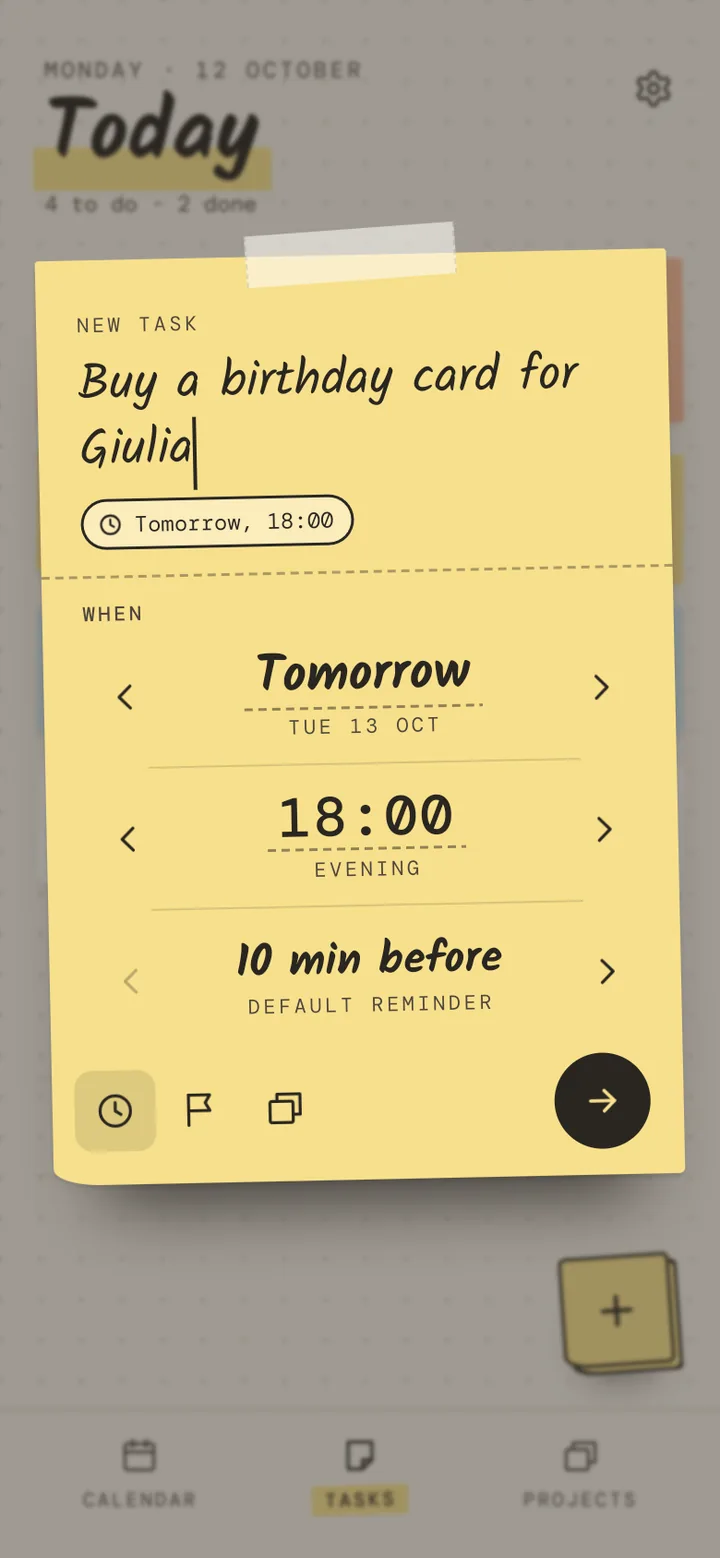 MONDAY · 12 OCTOBER
Today
4 to do · 2 done
NEW TASK
Buy a birthday card for
Giulia
Tomorrow, 18:00
WHEN
Tomorrow
TUE 13 OCT
18:00
EVENING
10 min before
DEFAULT REMINDER
CALENDAR
TASKS
PROJECTS